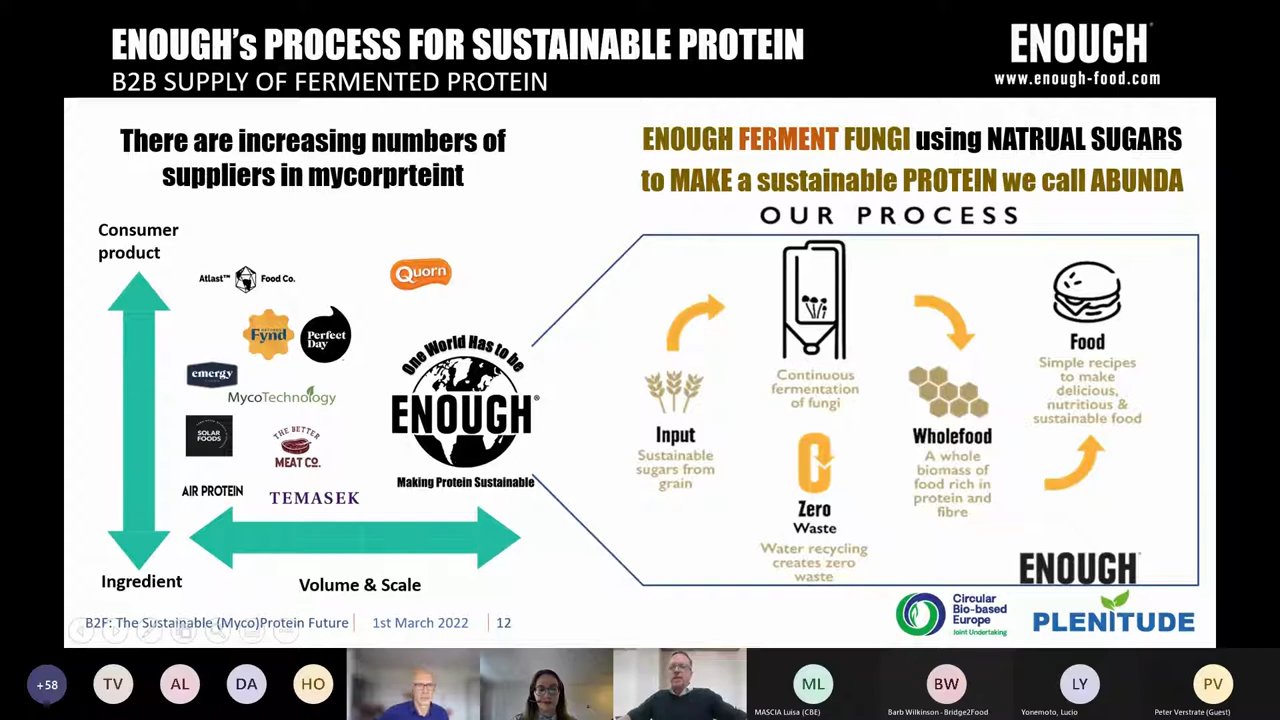 ENOUGH's PROCESS FOR SUSTAINABLE PROTEIN
B2B SUPPLY OF FERMENTED PROTEIN
ENOUGH®
www.enough-food.com
There are increasing numbers of
suppliers in mycorprteint
Consumer
product
Atlast™ Food Co.
Quorn
Fynd
Perfect
Day
emergy
MycoTechnology
SOLAR
FOODS
THE BETTER
MEAT CO.
AIR PROTEIN
TEMASEK
One World Has to be
ENOUGH®
Making Protein Sustainable
Ingredient
Volume & Scale
ENOUGH FERMENT FUNGI using NATRUAL SUGARS
to MAKE a sustainable PROTEIN we call ABUNDA
OUR PROCESS
Input
Sustainable
sugars from
grain
Continuous
fermentation
of fungi
Zero
Waste
Water recycling
creates zero
waste
Wholefood
A whole
biomass of
food rich in
protein and
fibre
Food
Simple recipes
to make
delicious,
nutritious &
sustainable food
ENOUGH®
Circular
Bio-based
Europe
Joint Undertaking
PLENITUDE
B2F: The Sustainable (Myco)Protein Future
1st March 2022
12
+58
TV
AL
DA
HO
ML
MASCIA Luisa (CBE)
BW
Barb Wilkinson - Bridge2Food
LY
Yonemoto, Lucio
PV
Peter Verstrate (Guest)